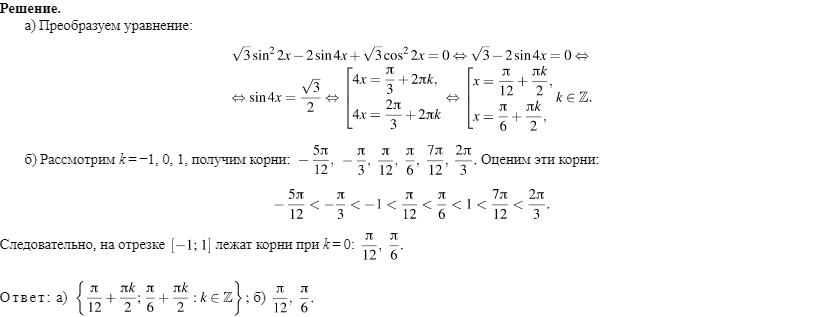 Решение.
а) Преобразуем уравнение:
√3 sin² 2x − 2 sin 4x + √3 cos² 2x = 0 ⇔ √3 − 2 sin 4x = 0 ⇔
⇔ sin 4x = √3/2 ⇔ [4x = π/3 + 2πk, 4x = 2π/3 + 2πk ⇔ [x = π/12 + πk/2, x = π/6 + πk/2, k ∈ ℤ.
б) Рассмотрим k = −1, 0, 1, получим корни: −5π/12, −π/3, π/12, π/6, 7π/12, 2π/3. Оценим эти корни:
−5π/12 < −π/3 < −1 < π/12 < π/6 < 1 < 7π/12 < 2π/3.
Следовательно, на отрезке [−1; 1] лежат корни при k = 0: π/12, π/6.
Ответ: а) {π/12 + πk/2; π/6 + πk/2 : k ∈ ℤ}; б) π/12, π/6.